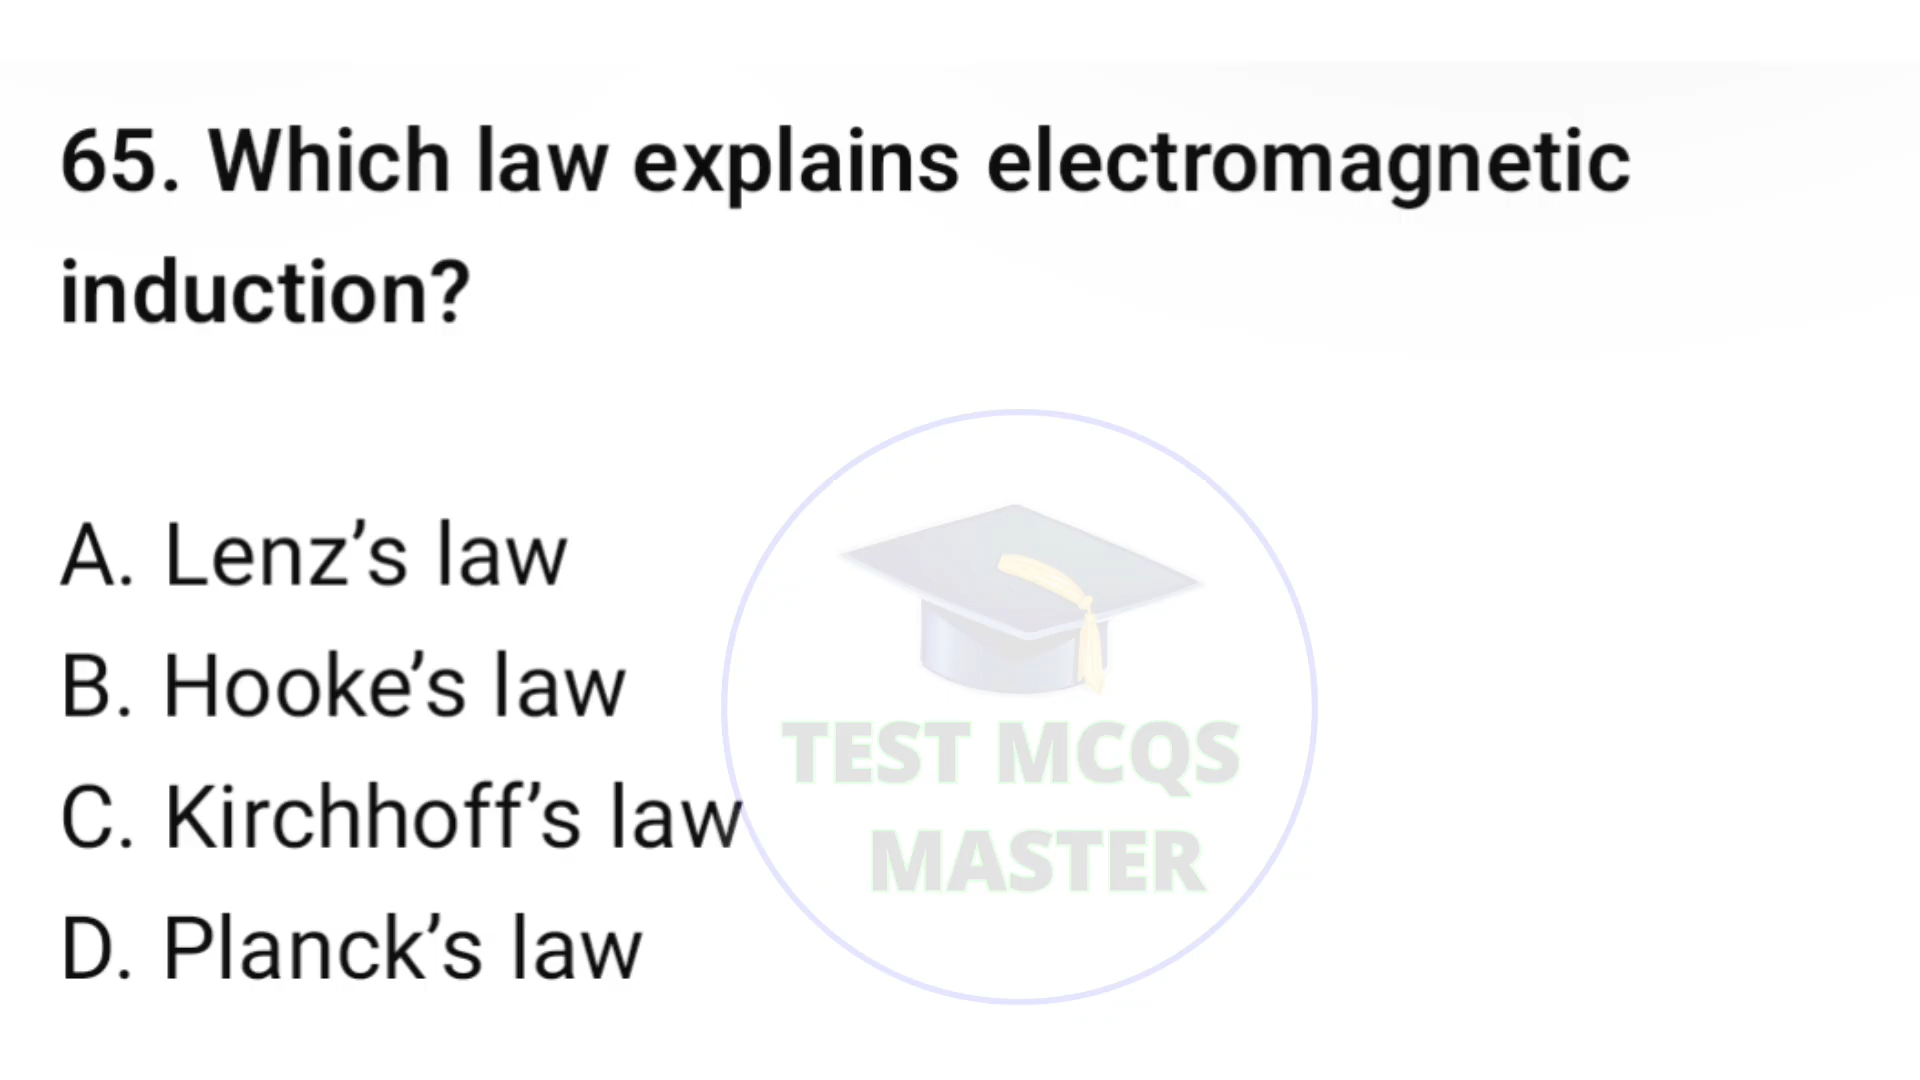 65. Which law explains electromagnetic
induction?
A. Lenz’s law
B. Hooke’s law
C. Kirchhoff’s law
D. Planck’s law
TEST MCQS
MASTER